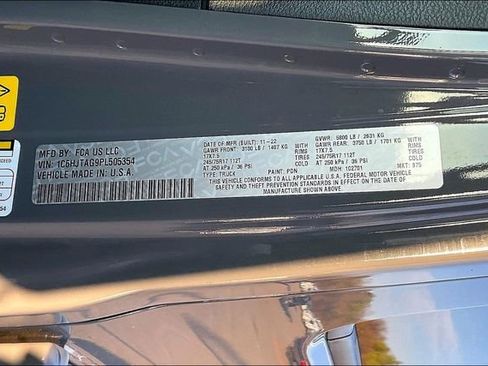 MFD BY: FCA US LLC
VIN: 1C6HJTAG9PL505354
VEHICLE MADE IN: U.S.A.
DATE OF MFR (BUILT): 11-22 GVWR: 5800 LB / 2631 KG
GAWR FRONT: 3100 LB / 1407 KG WITH GAWR REAR: 3750 LB / 1701 KG WITH
17X7.5 RIMS 17X7.5 RIMS
245/75R17 112T TIRES 245/75R17 112T TIRES
AT 250 kPa / 36 PSI COLD AT 250 kPa / 36 PSI COLD
TYPE: TRUCK PAINT: PDN MDH: 102701 MAT: 975
THIS VEHICLE CONFORMS TO ALL APPLICABLE U.S.A. FEDERAL MOTOR VEHICLE
SAFETY STANDARDS IN EFFECT ON THE DATE OF
MANUFACTURE SHOWN ABOVE.